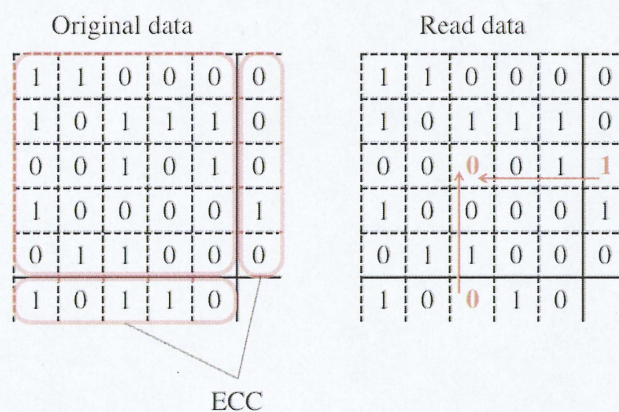 Original data Read data
1 1 0 0 0 0 1 1 0 0 0 0
1 0 1 1 1 0 1 0 1 1 1 0
0 0 1 0 1 0 0 0 0 0 1 1
1 0 0 0 0 1 1 0 0 0 0 1
0 1 1 0 0 0 0 1 1 0 0 0
1 0 1 1 0 1 0 0 1 0
ECC